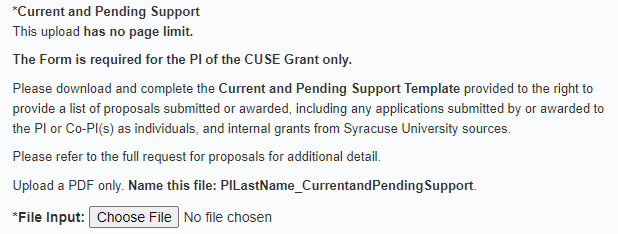 *Current and Pending Support
This upload has no page limit.
The Form is required for the PI of the CUSE Grant only.
Please download and complete the Current and Pending Support Template provided to the right to
provide a list of proposals submitted or awarded, including any applications submitted by or awarded to
the PI or Co-PI(s) as individuals, and internal grants from Syracuse University sources.
Please refer to the full request for proposals for additional detail.
Upload a PDF only. Name this file: PILastName_CurrentandPendingSupport.
*File Input: Choose File No file chosen